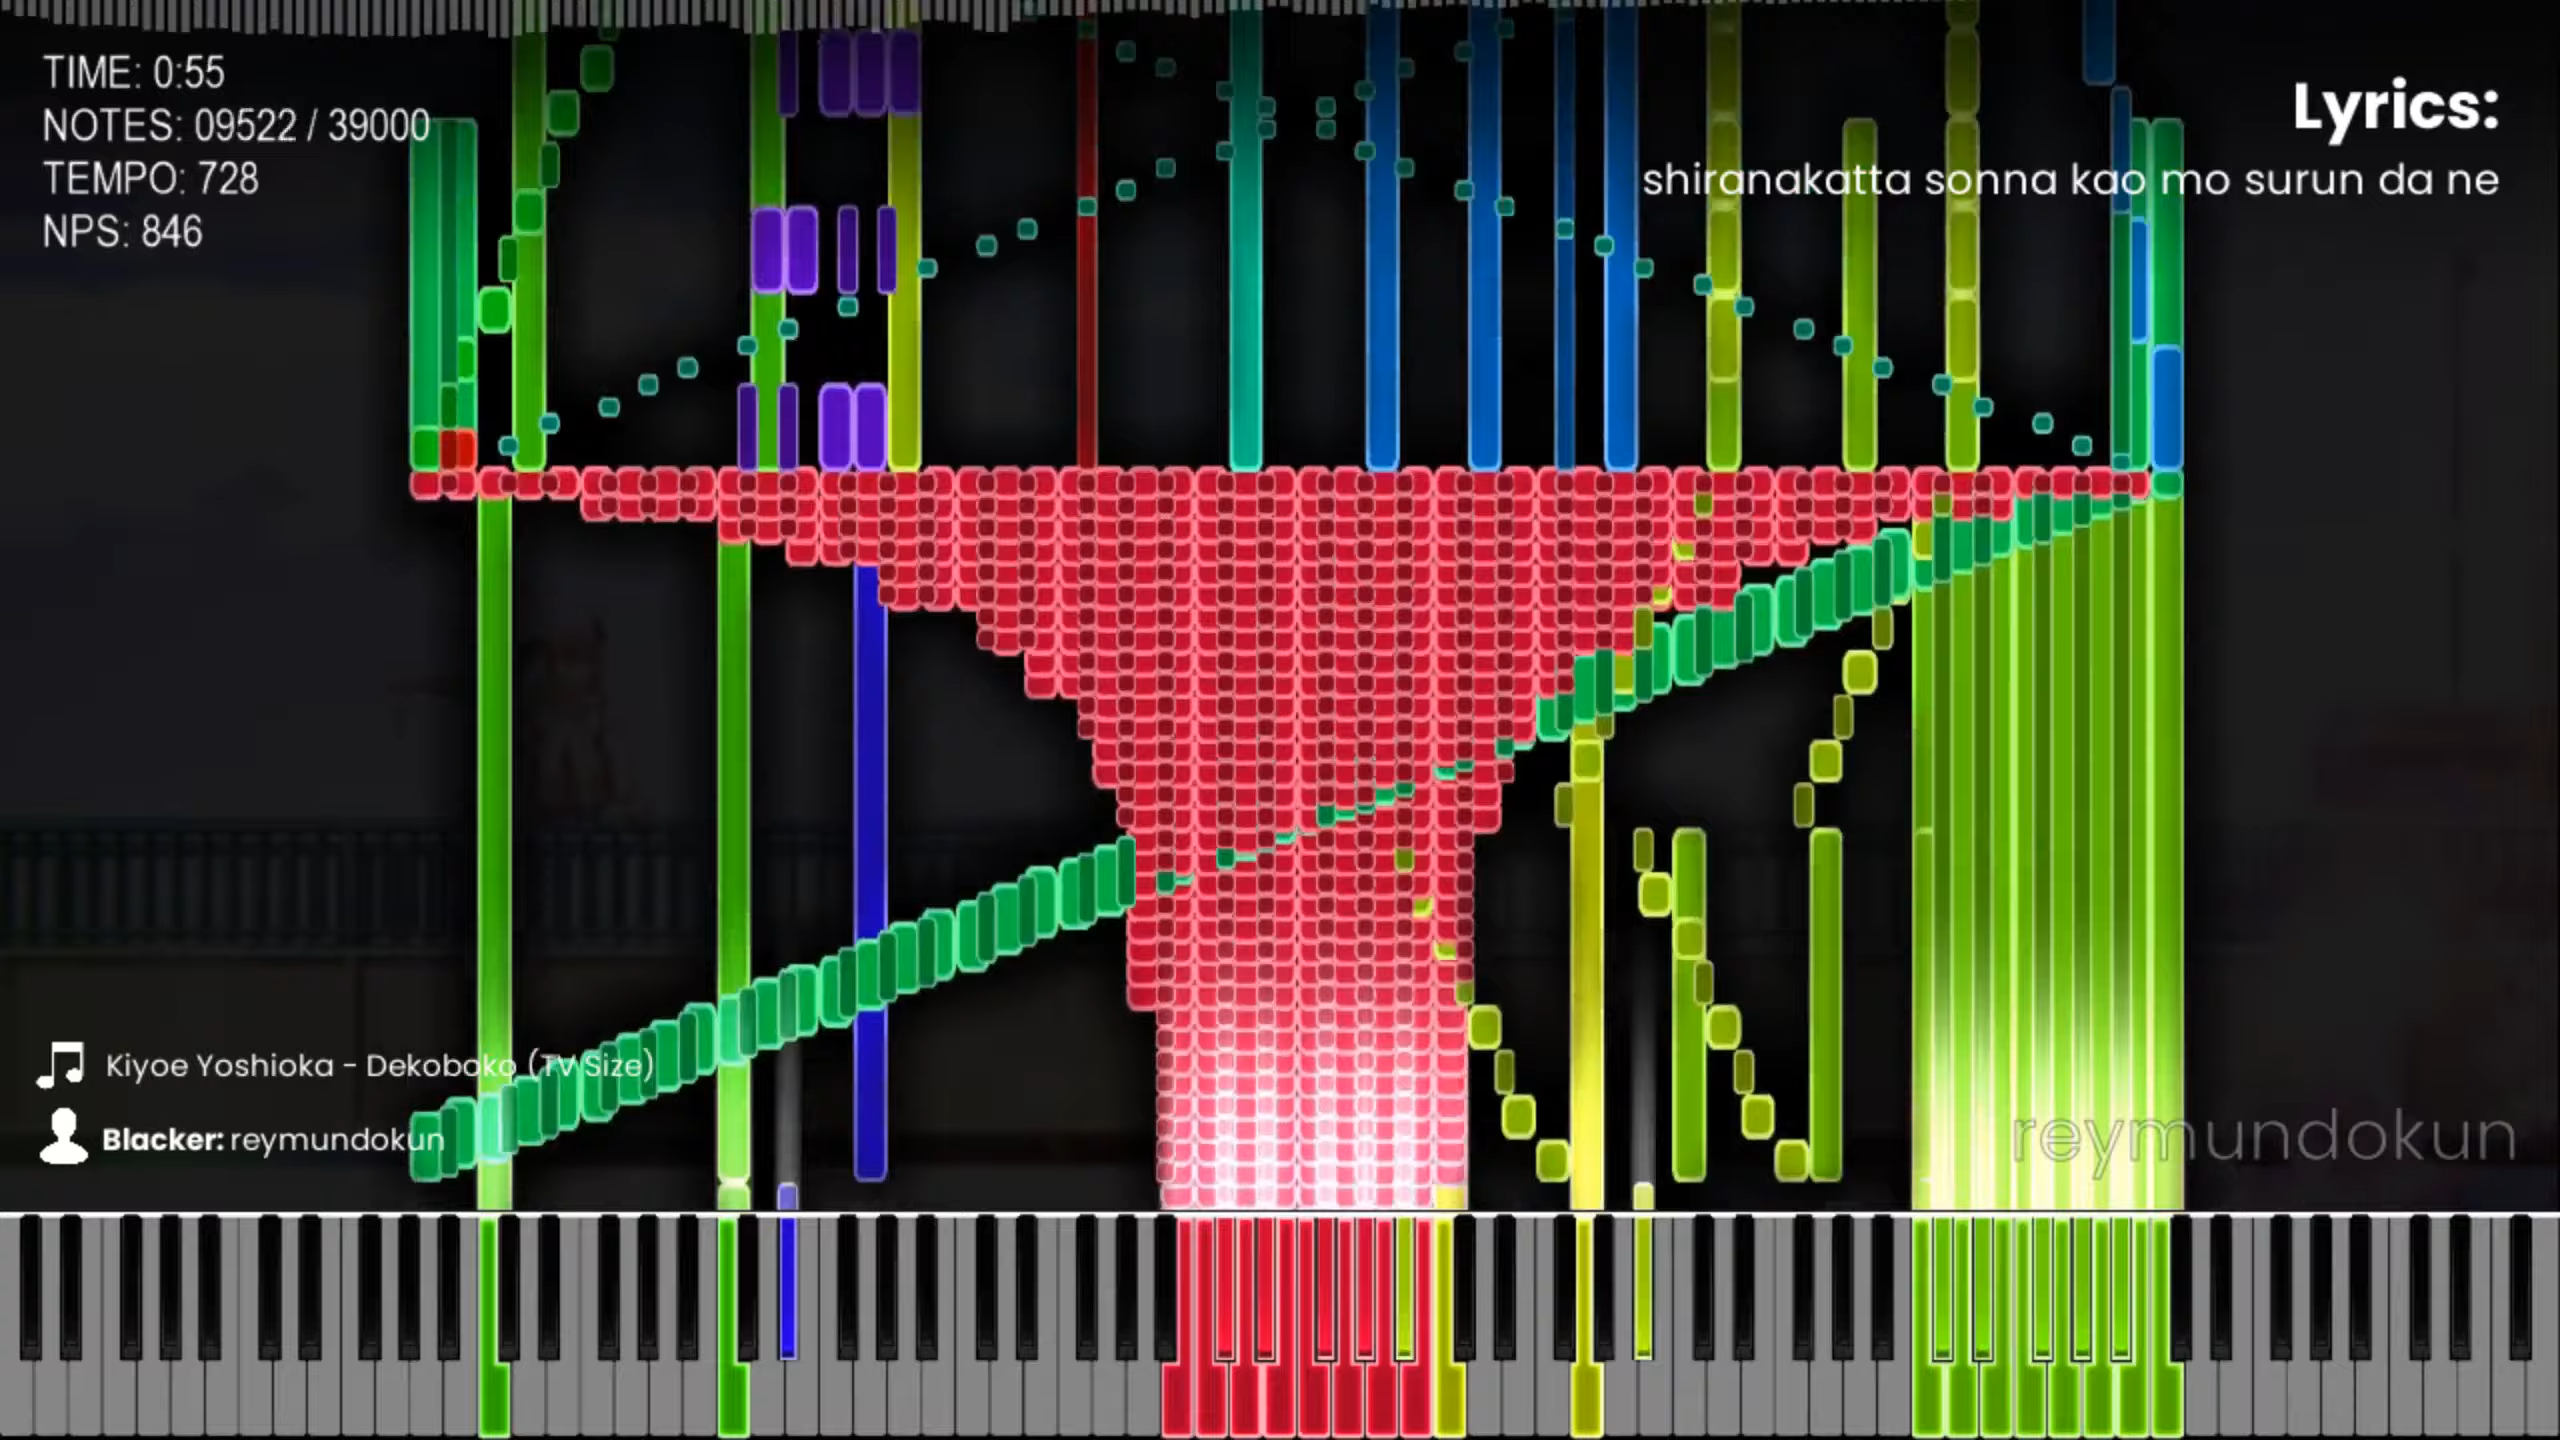 TIME: 0:55
NOTES: 09522 / 39000
TEMPO: 728
NPS: 846
Lyrics:
shiranakatta sonna kao mo surun da ne
Kiyoe Yoshioka - Dekoboko (TV Size)
Blacker: reymundokun
reymundokun